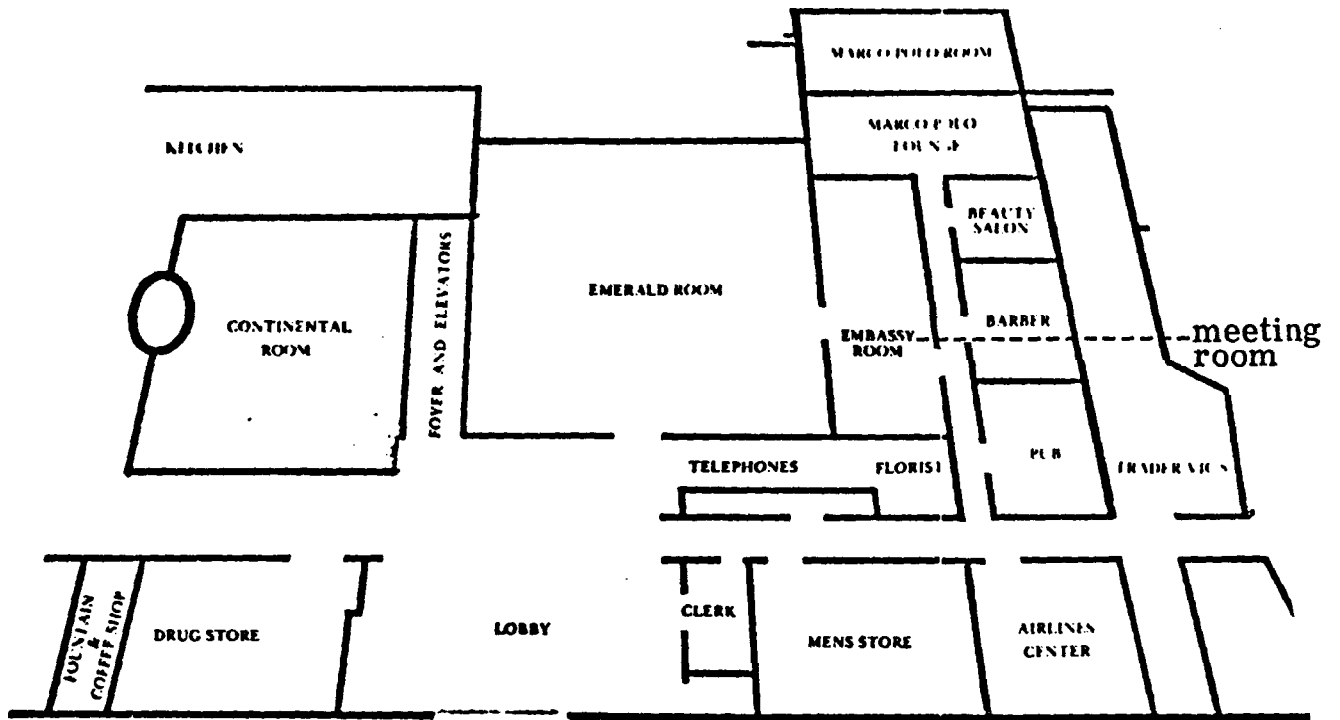 MARCO POLO ROOM
MARCO POLO
LOUNGE
KITCHEN
BEAUTY
SALON
FOYER AND ELEVATORS
EMERALD ROOM
CONTINENTAL
ROOM
EMBASSY
ROOM
BARBER
meeting
room
PUB
TRADER VICS
TELEPHONES
FLORIST
FOUNTAIN
&
COFFEE SHOP
DRUG STORE
LOBBY
CLERK
MENS STORE
AIRLINES
CENTER